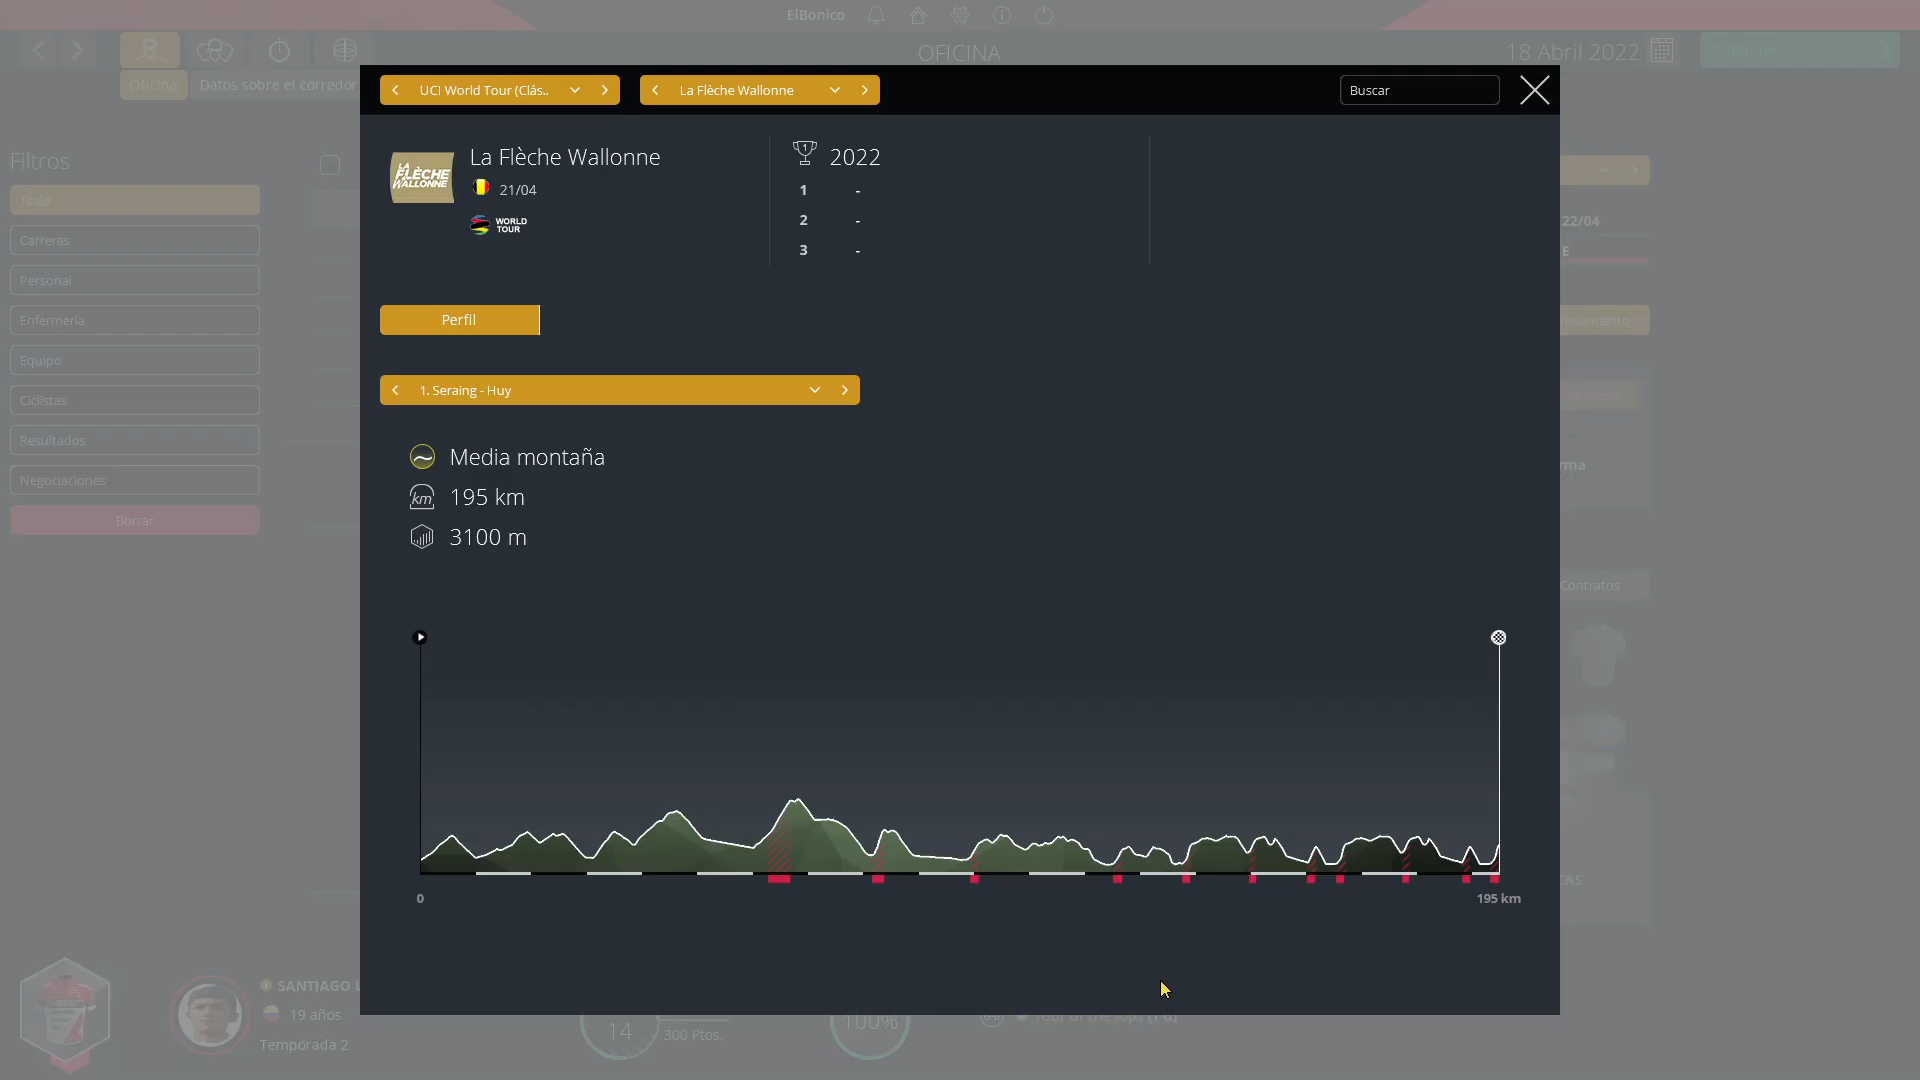 ElBonico
OFICINA
18 Abril 2022
Oficina
Datos sobre el corredor
UCI World Tour (Clás..
La Flèche Wallonne
Buscar
LA FLÈCHE WALLONNE
La Flèche Wallonne
21/04
WORLD TOUR
2022
1 -
2 -
3 -
Perfil
1. Seraing - Huy
Media montaña
km 195 km
3100 m
0
195 km
Filtros
Todo
Carreras
Personal
Enfermería
Equipo
Ciclistas
Resultados
Negociaciones
Borrar
22/04
E
Contratos
SANTIAGO U
19 años
Temporada 2
14
300 Ptos.
100%